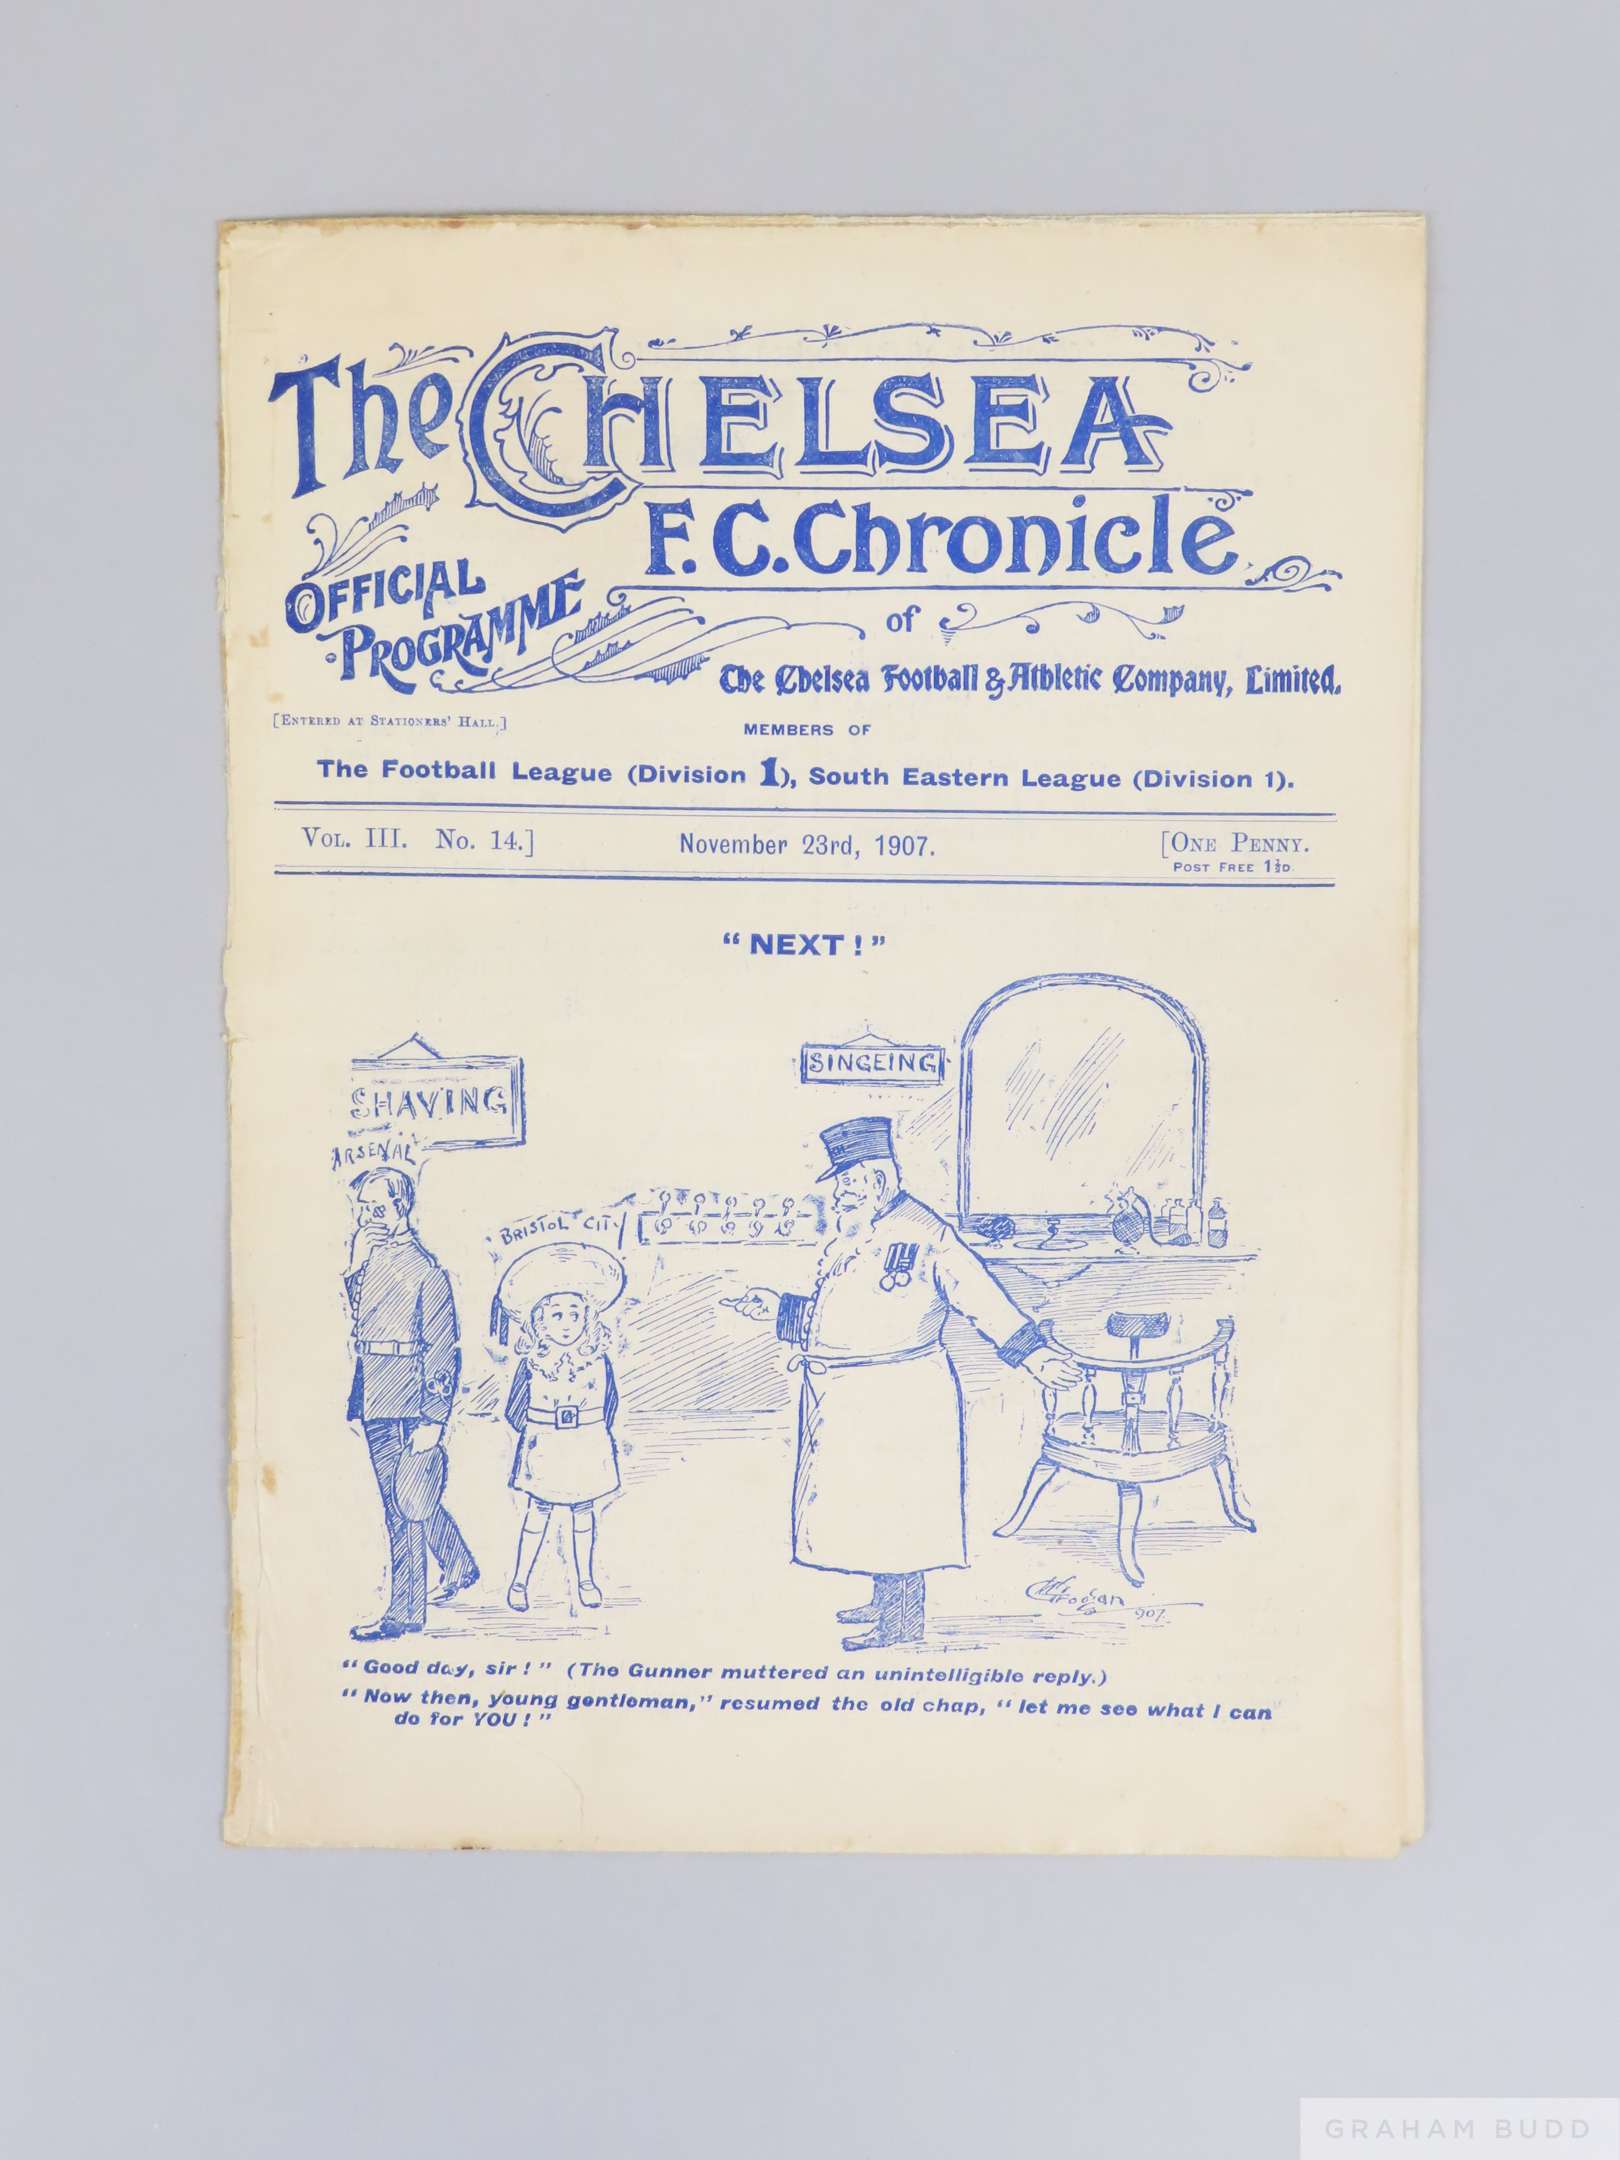 The CHELSEA
F.C. Chronicle
OFFICIAL
PROGRAMME
of
The Chelsea Football & Athletic Company, Limited.
[ENTERED AT STATIONERS' HALL.]
MEMBERS OF
The Football League (Division 1), South Eastern League (Division 1).
VOL. III. No. 14.]
November 23rd, 1907.
[ONE PENNY.
POST FREE 1½D.
"NEXT!"
SHAVING
SINGEING
ARSENAL
BRISTOL CITY
Grogan
907.
"Good day, sir!" (The Gunner muttered an unintelligible reply.)
"Now then, young gentleman," resumed the old chap, "let me see what I can
do for YOU!"
GRAHAM BUDD